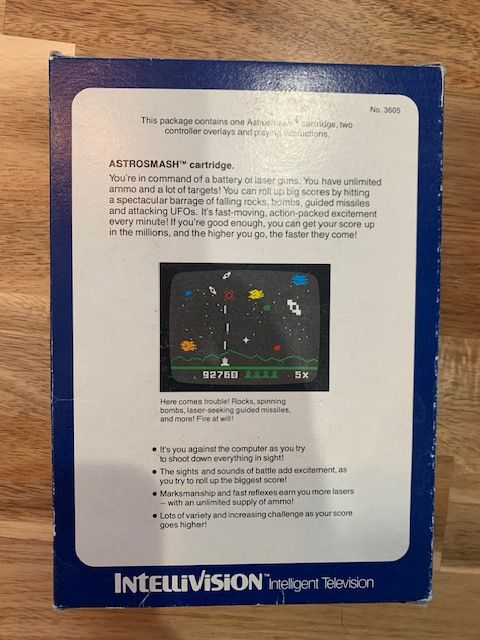 No. 3605
This package contains one Astrosmash™ cartridge, two
controller overlays and playing instructions.
ASTROSMASH™ cartridge.
You're in command of a battery of laser guns. You have unlimited
ammo and a lot of targets! You can roll up big scores by hitting
a spectacular barrage of falling rocks, bombs, guided missiles
and attacking UFOs. It's fast-moving, action-packed excitement
every minute! If you're good enough, you can get your score up
in the millions, and the higher you go, the faster they come!
92760 5x
Here comes trouble! Rocks, spinning
bombs, laser-seeking guided missiles,
and more! Fire at will!
• It's you against the computer as you try
to shoot down everything in sight!
• The sights and sounds of battle add excitement, as
you try to roll up the biggest score!
• Marksmanship and fast reflexes earn you more lasers
– with an unlimited supply of ammo!
• Lots of variety and increasing challenge as your score
goes higher!
INTELLIVISION™ Intelligent Television